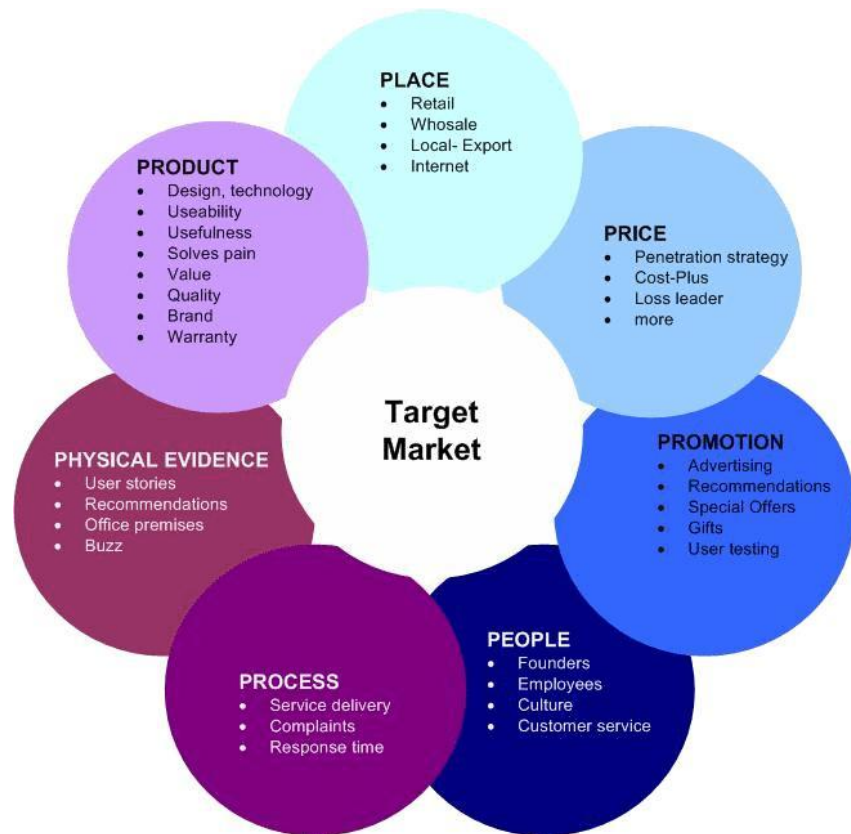 PLACE
• Retail
• Whosale
• Local- Export
• Internet
PRICE
• Penetration strategy
• Cost-Plus
• Loss leader
• more
PROMOTION
• Advertising
• Recommendations
• Special Offers
• Gifts
• User testing
PEOPLE
• Founders
• Employees
• Culture
• Customer service
PROCESS
• Service delivery
• Complaints
• Response time
PHYSICAL EVIDENCE
• User stories
• Recommendations
• Office premises
• Buzz
PRODUCT
• Design, technology
• Useability
• Usefulness
• Solves pain
• Value
• Quality
• Brand
• Warranty
Target
Market